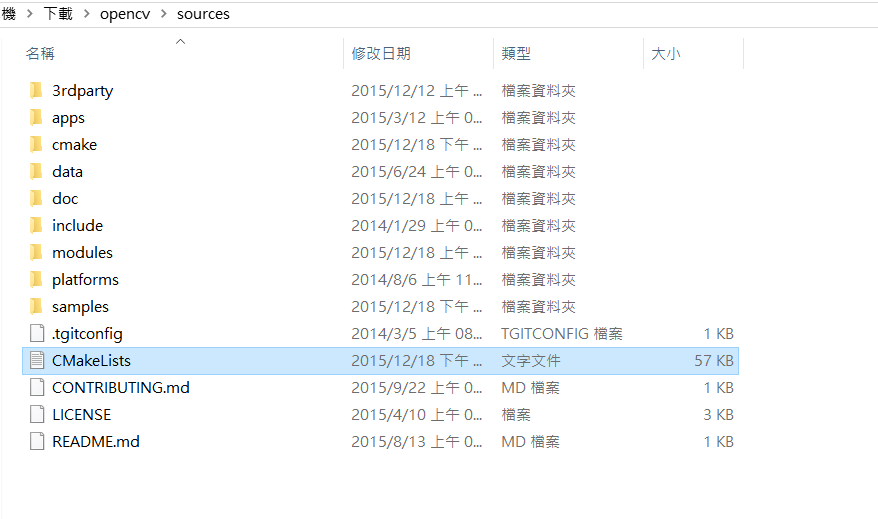 機 > 下載 > opencv > sources
名稱 修改日期 類型 大小
3rdparty 2015/12/12 上午 ... 檔案資料夾
apps 2015/3/12 上午 0... 檔案資料夾
cmake 2015/12/18 下午 ... 檔案資料夾
data 2015/6/24 上午 0... 檔案資料夾
doc 2015/12/18 上午 ... 檔案資料夾
include 2014/1/29 上午 0... 檔案資料夾
modules 2015/12/18 上午 ... 檔案資料夾
platforms 2014/8/6 上午 11... 檔案資料夾
samples 2015/12/18 下午 ... 檔案資料夾
.tgitconfig 2014/3/5 上午 08... TGITCONFIG 檔案 1 KB
CMakeLists 2015/12/18 下午 ... 文字文件 57 KB
CONTRIBUTING.md 2015/9/22 上午 0... MD 檔案 1 KB
LICENSE 2015/4/10 上午 0... 檔案 3 KB
README.md 2015/8/13 上午 0... MD 檔案 1 KB